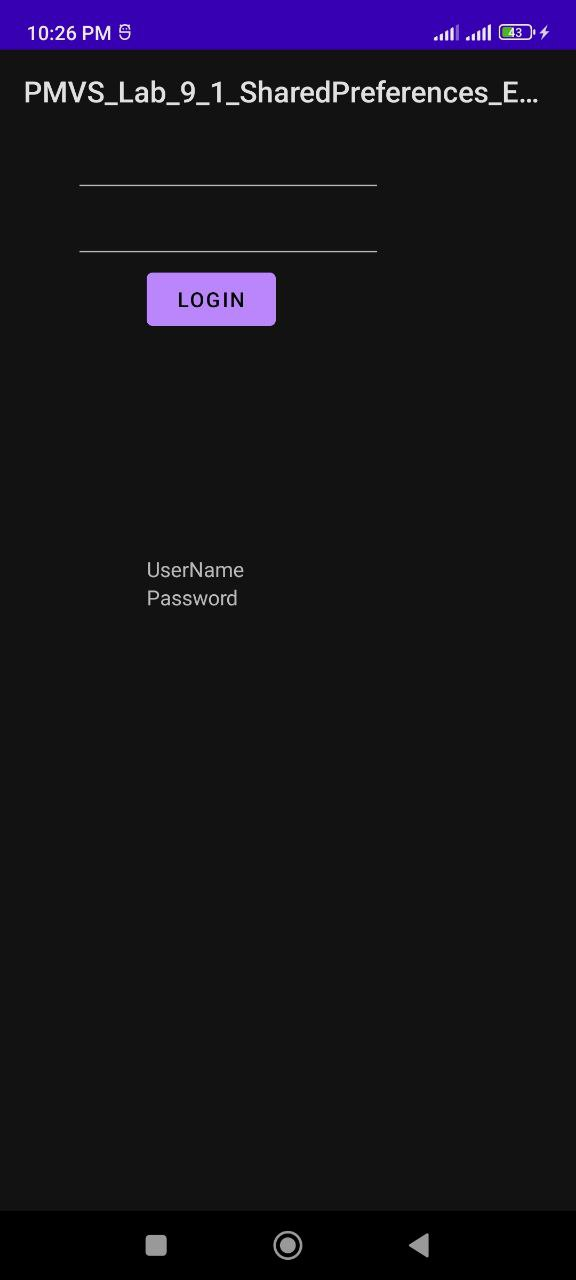 10:26 PM
43
PMVS_Lab_9_1_SharedPreferences_E...
LOGIN
UserName
Password